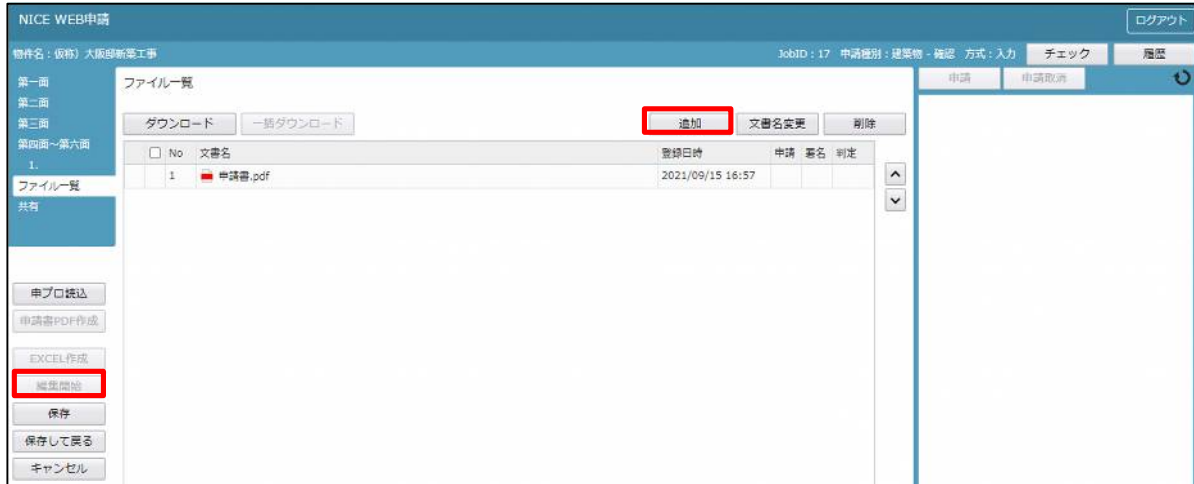 NICE WEB申請
ログアウト
物件名：仮称）大阪邸新築工事
JobID：17 申請種別：建築物 - 確認 方式：入力
チェック
履歴
第一面
第二面
第三面
第四面～第六面
1.
ファイル一覧
共有
ファイル一覧
申請
申請取消
ダウンロード
一括ダウンロード
追加
文書名変更
削除
No 文書名 登録日時 申請 署名 判定
1 申請書.pdf 2021/09/15 16:57
申プロ読込
申請書PDF作成
EXCEL作成
編集開始
保存
保存して戻る
キャンセル